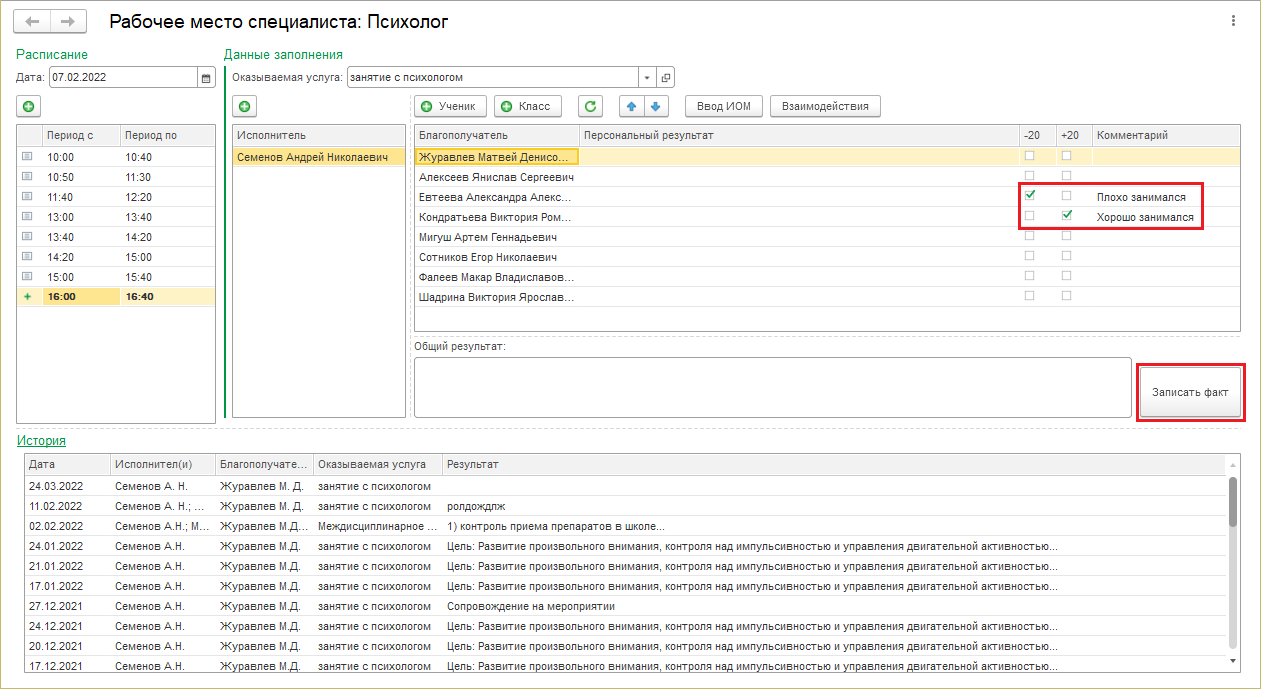 Рабочее место специалиста: Психолог
Расписание
Дата: 07.02.2022
Период с Период по
10:00 10:40
10:50 11:30
11:40 12:20
13:00 13:40
13:40 14:20
14:20 15:00
15:00 15:40
16:00 16:40
Данные заполнения
Оказываемая услуга: занятие с психологом
Исполнитель
Семенов Андрей Николаевич
Ученик Класс Ввод ИОМ Взаимодействия
Благополучатель Персональный результат -20 +20 Комментарий
Журавлев Матвей Денисо...
Алексеев Янислав Сергеевич
Евтеева Александра Алекс... Плохо занимался
Кондратьева Виктория Ром... Хорошо занимался
Мигуш Артем Геннадьевич
Сотников Егор Николаевич
Фалеев Макар Владиславов...
Шадрина Виктория Ярослав...
Общий результат:
Записать факт
История
Дата Исполнител(и) Благополучате... Оказываемая услуга Результат
24.03.2022 Семенов А. Н. Журавлев М. Д. занятие с психологом
11.02.2022 Семенов А. Н.; ... Журавлев М. Д. занятие с психологом ролдождпж
02.02.2022 Семенов А.Н.; М... Журавлев М.Д... Междисциплинарное ... 1) контроль приема препаратов в школе...
24.01.2022 Семенов А.Н. Журавлев М.Д. занятие с психологом Цель: Развитие произвольного внимания, контроля над импульсивностью и управления двигательной активностью...
21.01.2022 Семенов А.Н. Журавлев М.Д. занятие с психологом Цель: Развитие произвольного внимания, контроля над импульсивностью и управления двигательной активностью...
17.01.2022 Семенов А.Н. Журавлев М.Д. занятие с психологом Цель: Развитие произвольного внимания, контроля над импульсивностью и управления двигательной активностью...
27.12.2021 Семенов А.Н. Журавлев М.Д. занятие с психологом Сопровождение на мероприятии
24.12.2021 Семенов А.Н. Журавлев М.Д. занятие с психологом Цель: Развитие произвольного внимания, контроля над импульсивностью и управления двигательной активностью...
20.12.2021 Семенов А.Н. Журавлев М.Д. занятие с психологом Цель: Развитие произвольного внимания, контроля над импульсивностью и управления двигательной активностью...
17.12.2021 Семенов А.Н. Журавлев М.Д. занятие с психологом Цель: Развитие произвольного внимания, контроля над импульсивностью и управления двигательной активностью...